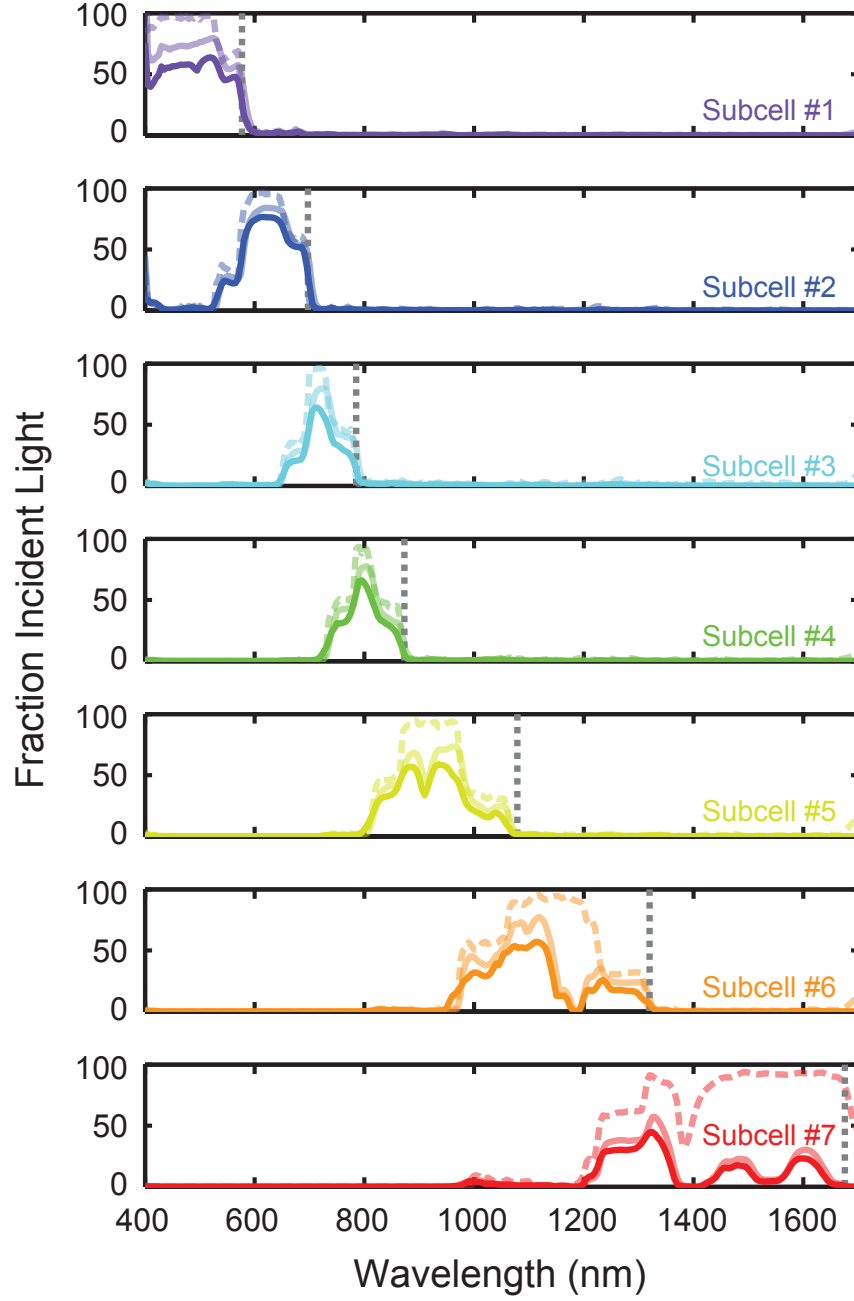 Fraction Incident Light
100
50
0
Subcell #1
100
50
0
Subcell #2
100
50
0
Subcell #3
100
50
0
Subcell #4
100
50
0
Subcell #5
100
50
0
Subcell #6
100
50
0
Subcell #7
400 600 800 1000 1200 1400 1600
Wavelength (nm)